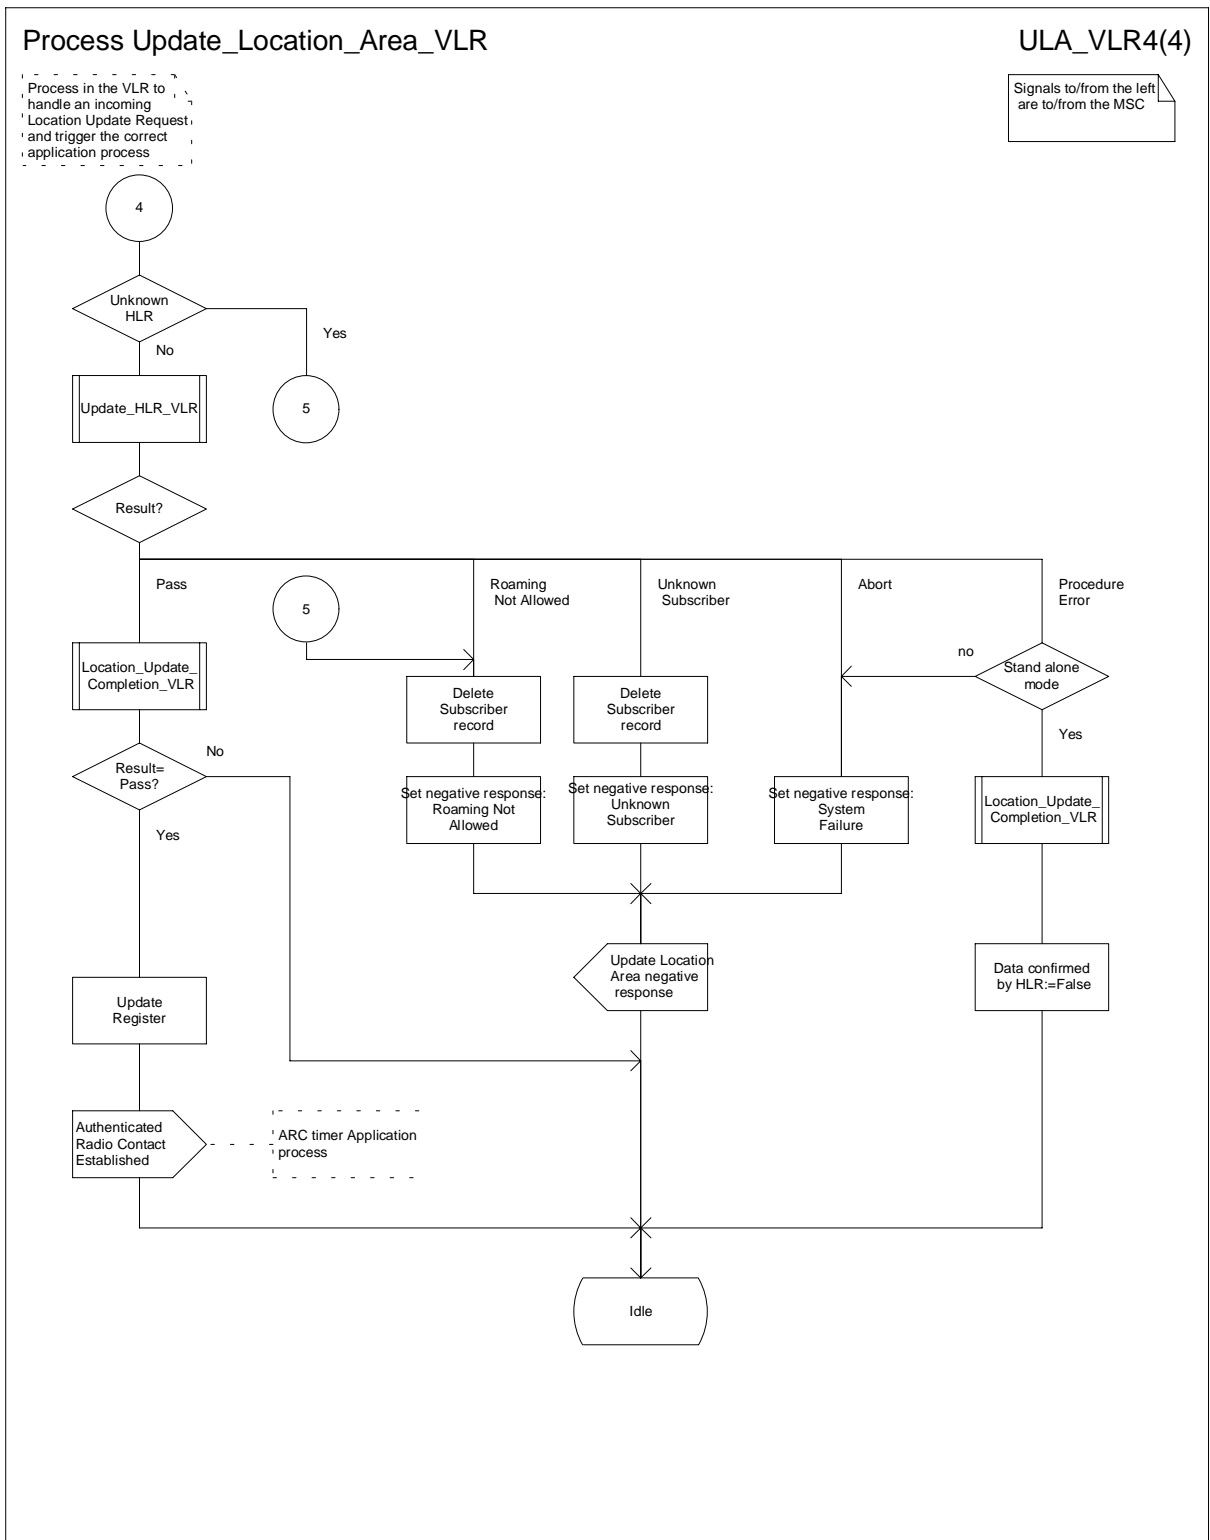 Process Update_Location_Area_VLR
ULA_VLR4(4)
Process in the VLR to
handle an incoming
Location Update Request
and trigger the correct
application process
Signals to/from the left
are to/from the MSC
4
Unknown
HLR
Yes
No
Update_HLR_VLR
5
Result?
Pass
Roaming
Not Allowed
Unknown
Subscriber
Abort
Procedure
Error
5
Location_Update_
Completion_VLR
no
Stand alone
mode
Delete
Subscriber
record
Delete
Subscriber
record
Yes
No
Result=
Pass?
Set negative response:
Roaming Not
Allowed
Set negative response:
Unknown
Subscriber
Set negative response:
System
Failure
Location_Update_
Completion_VLR
Yes
Update Location
Area negative
response
Data confirmed
by HLR:=False
Update
Register
Authenticated
Radio Contact
Established
ARC timer Application
process
Idle